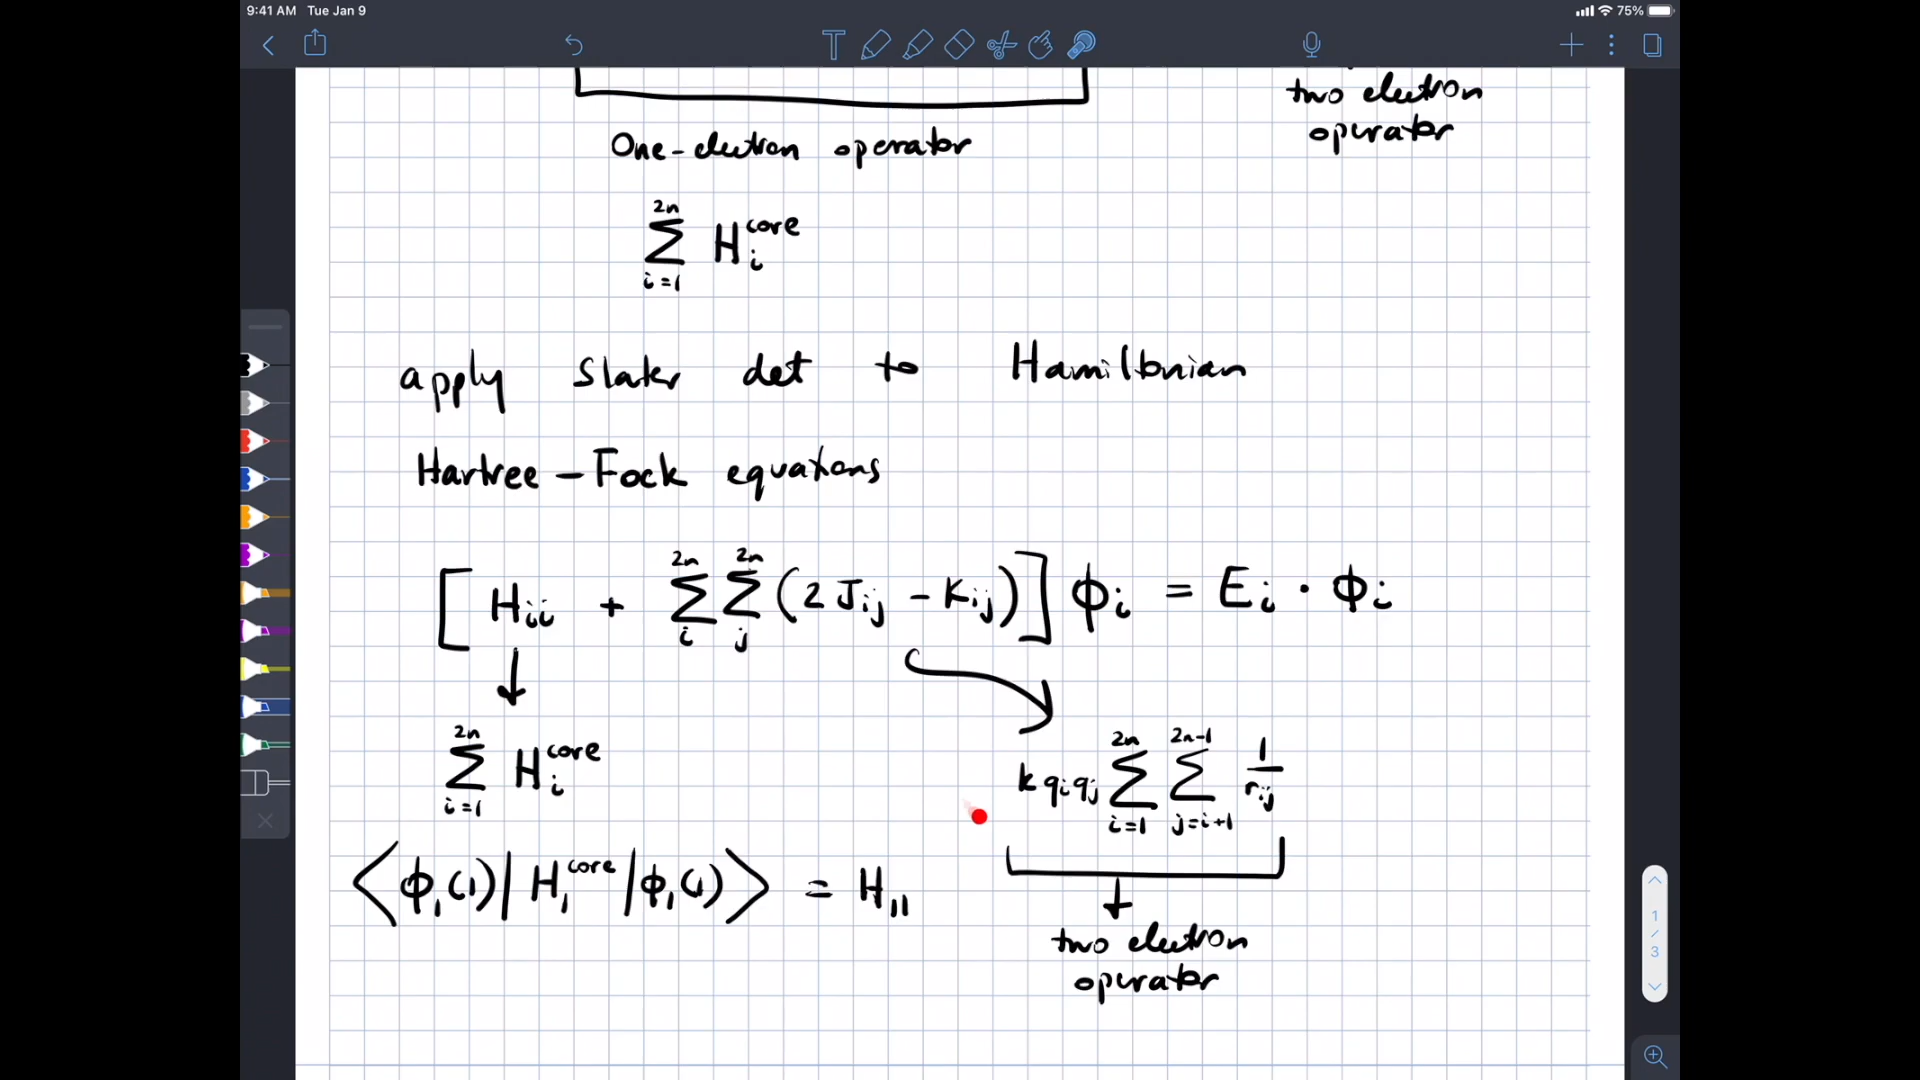 9:41 AM Tue Jan 9
75%
two electron
operator
One-electron operator
2n
∑ H_i^core
i=1
apply Slater det to Hamiltonian
Hartree-Fock equations
[ H_ii + ∑_i^2n ∑_j^2n (2 J_ij - K_ij) ] ϕ_i = E_i · ϕ_i
∑_{i=1}^{2n} H_i^core
k q_i q_j ∑_{i=1}^{2n} ∑_{j=i+1}^{2n-1} 1/r_ij
⟨ϕ_1(1)| H_1^core |ϕ_1(1)⟩ = H_11
two electron
operator
1
/
3